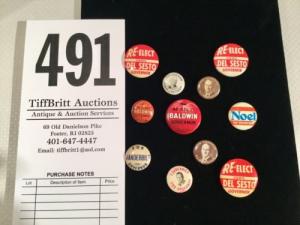 491
TiffBritt Auctions
Antique & Auction Services
69 Old Danielson Pike
Foster, RI 02825
401-647-4447
Email: tiffbritt1@aol.com
PURCHASE NOTES
Lot
Description of Item
Price
RE-ELECT
DEL SESTO
GOVERNOR
RE-ELECT
DEL SESTO
GOVERNOR
BALDWIN
Noel
VANDERBILT
RE-ELECT
DEL SESTO
GOVERNOR